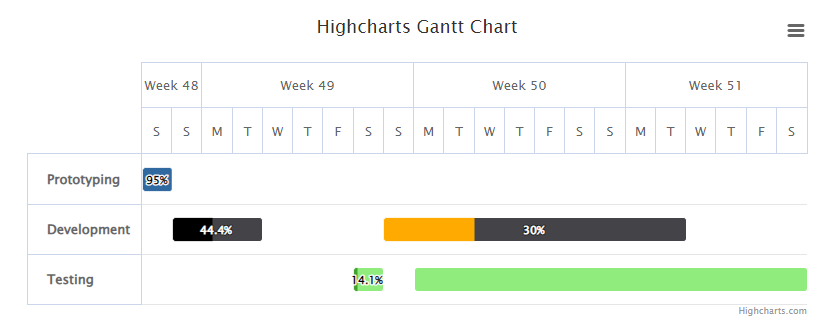 Highcharts Gantt Chart
Week 48 Week 49 Week 50 Week 51
S S M T W T F S S M T W T F S S M T W T F S
Prototyping 95%
Development 44.4% 30%
Testing 14.1%
Highcharts.com